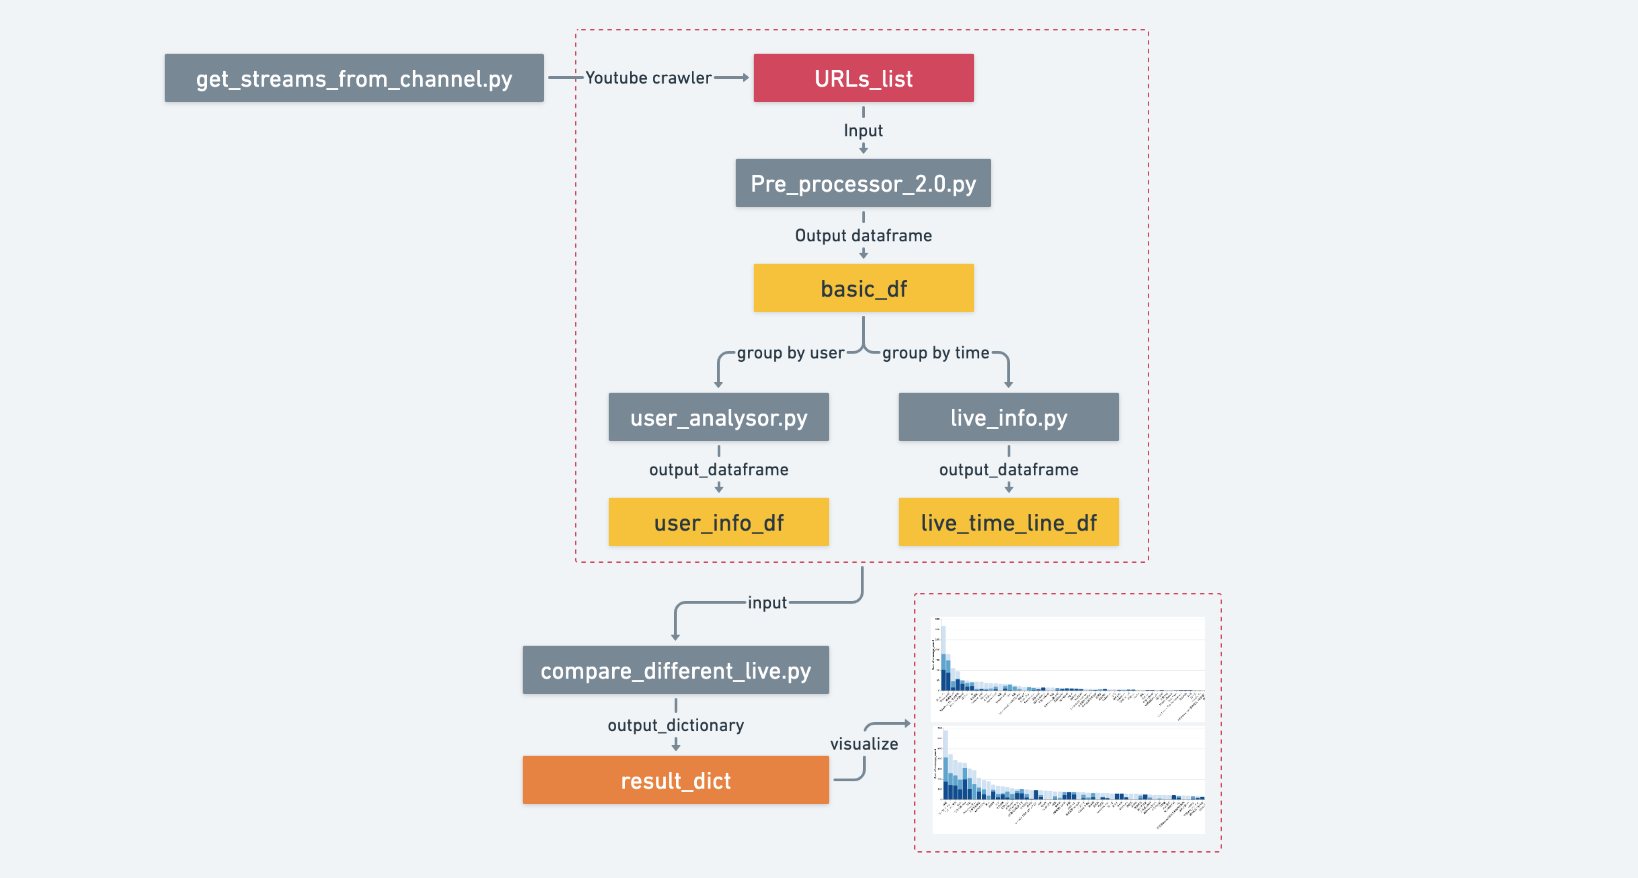 get_streams_from_channel.py
Youtube crawler
URLs_list
Input
Pre_processor_2.0.py
Output dataframe
basic_df
group by user
group by time
user_analysor.py
live_info.py
output_dataframe
output_dataframe
user_info_df
live_time_line_df
input
compare_different_live.py
output_dictionary
result_dict
visualize